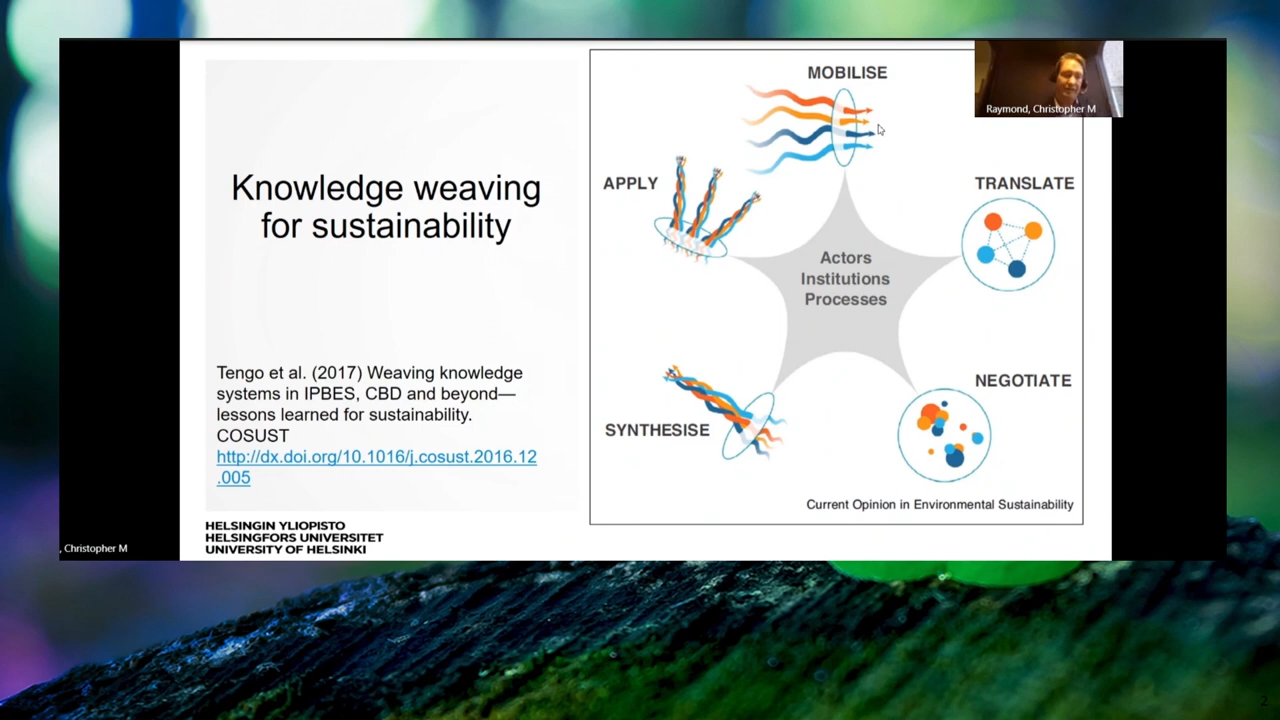 Knowledge weaving
for sustainability
Tengo et al. (2017) Weaving knowledge
systems in IPBES, CBD and beyond—
lessons learned for sustainability.
COSUST
http://dx.doi.org/10.1016/j.cosust.2016.12
.005
HELSINGIN YLIOPISTO
HELSINGFORS UNIVERSITET
UNIVERSITY OF HELSINKI
, Christopher M
MOBILISE
Raymond, Christopher M
APPLY
TRANSLATE
Actors
Institutions
Processes
NEGOTIATE
SYNTHESISE
Current Opinion in Environmental Sustainability
2